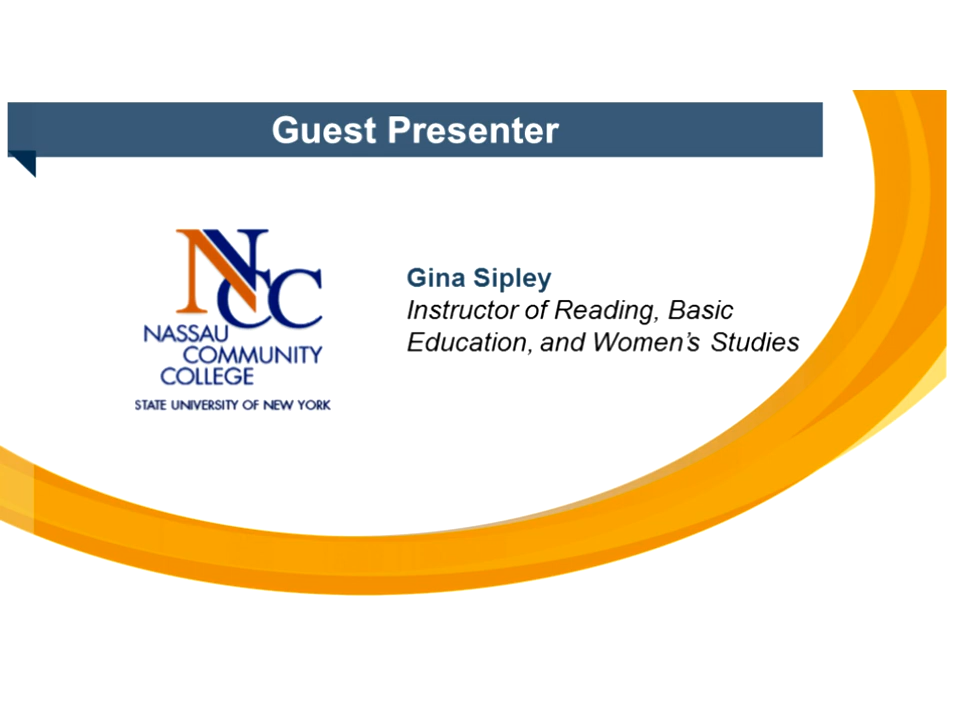 Guest Presenter
NCC
NASSAU
COMMUNITY
COLLEGE
STATE UNIVERSITY OF NEW YORK
Gina Sipley
Instructor of Reading, Basic
Education, and Women’s Studies